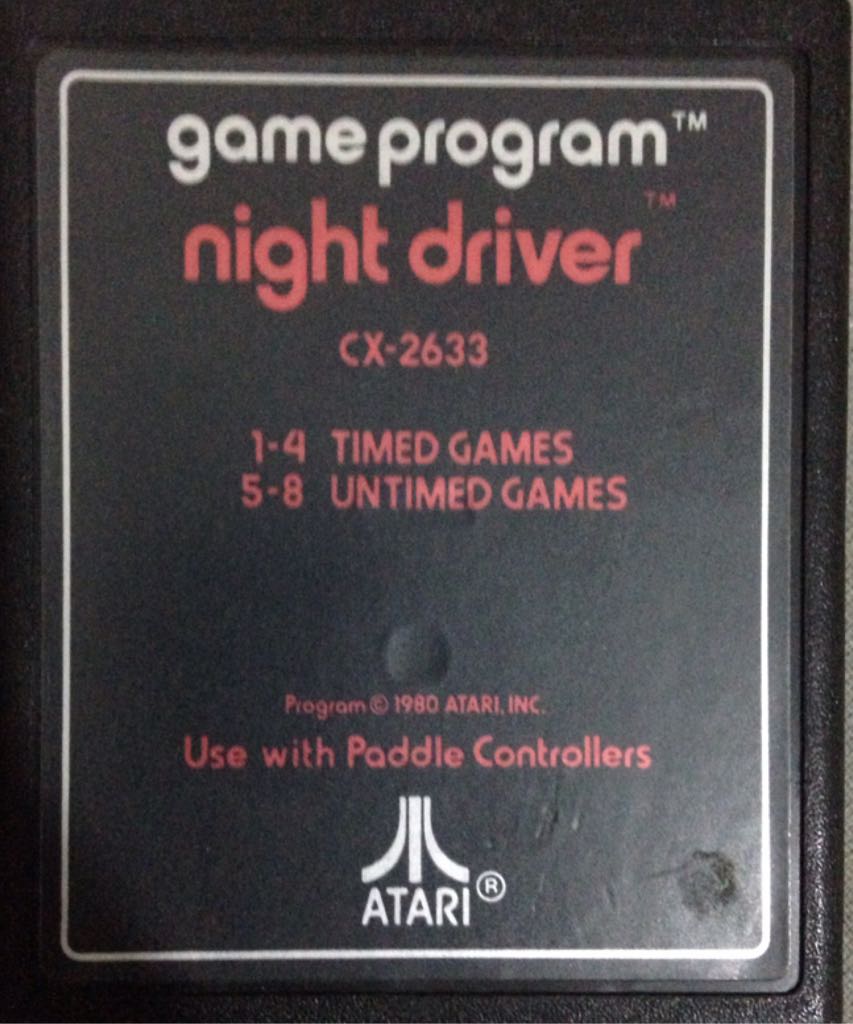 game program™
night driver™
CX-2633
1-4 TIMED GAMES
5-8 UNTIMED GAMES
Program © 1980 ATARI, INC.
Use with Paddle Controllers
ATARI®